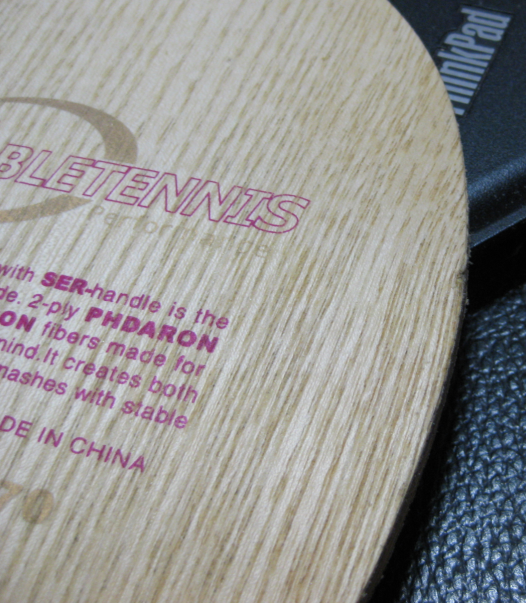 ThinkPad
BLETENNIS
Performance
with SER-handle is the
de. 2-ply PHDARON
ON fibers made for
mind.It creates both
mashes with stable
DE IN CHINA